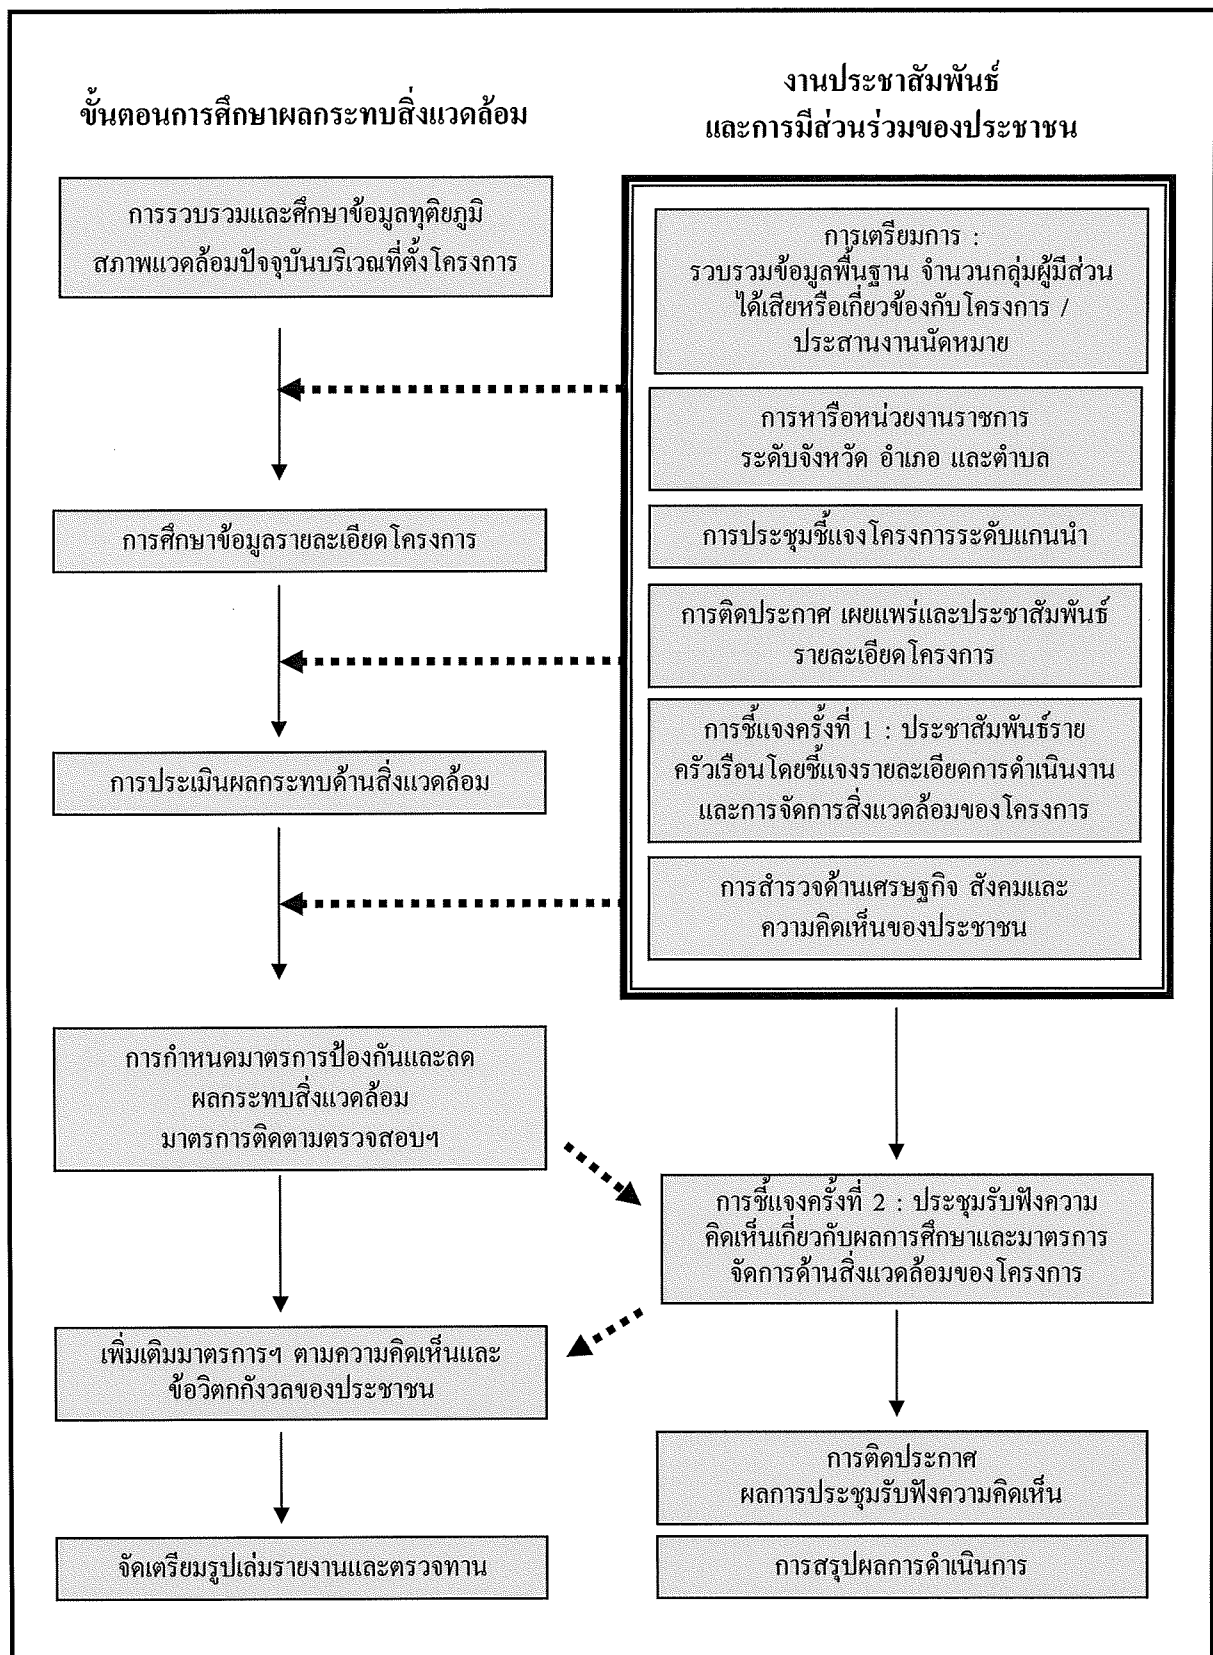 ขั้นตอนการศึกษาผลกระทบสิ่งแวดล้อม
การรวบรวมและศึกษาข้อมูลทุติยภูมิ
สภาพแวดล้อมปัจจุบันบริเวณที่ตั้งโครงการ
การศึกษาข้อมูลรายละเอียดโครงการ
การประเมินผลกระทบด้านสิ่งแวดล้อม
การกำหนดมาตรการป้องกันและลด
ผลกระทบสิ่งแวดล้อม
มาตรการติดตามตรวจสอบฯ
เพิ่มเติมมาตรการฯ ตามความคิดเห็นและ
ข้อวิตกกังวลของประชาชน
จัดเตรียมรูปเล่มรายงานและตรวจทาน
งานประชาสัมพันธ์
และการมีส่วนร่วมของประชาชน
การเตรียมการ :
รวบรวมข้อมูลพื้นฐาน จำนวนกลุ่มผู้มีส่วน
ได้เสียหรือเกี่ยวข้องกับโครงการ /
ประสานงานนัดหมาย
การหารือหน่วยงานราชการ
ระดับจังหวัด อำเภอ และตำบล
การประชุมชี้แจงโครงการระดับแกนนำ
การติดประกาศ เผยแพร่และประชาสัมพันธ์
รายละเอียดโครงการ
การชี้แจงครั้งที่ 1 : ประชาสัมพันธ์ราย
ครัวเรือนโดยชี้แจงรายละเอียดการดำเนินงาน
และการจัดการสิ่งแวดล้อมของโครงการ
การสำรวจด้านเศรษฐกิจ สังคมและ
ความคิดเห็นของประชาชน
การชี้แจงครั้งที่ 2 : ประชุมรับฟังความ
คิดเห็นเกี่ยวกับผลการศึกษาและมาตรการ
จัดการด้านสิ่งแวดล้อมของโครงการ
การติดประกาศ
ผลการประชุมรับฟังความคิดเห็น
การสรุปผลการดำเนินการ